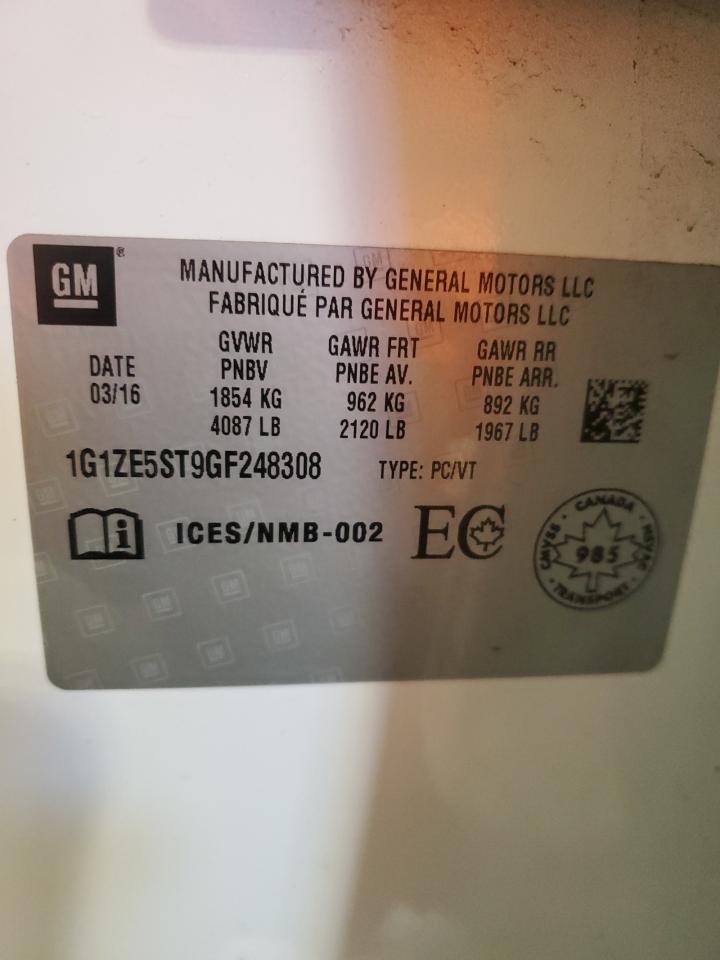 GM®
MANUFACTURED BY GENERAL MOTORS LLC
FABRIQUÉ PAR GENERAL MOTORS LLC
DATE
03/16
GVWR
PNBV
1854 KG
4087 LB
GAWR FRT
PNBE AV.
962 KG
2120 LB
GAWR RR
PNBE ARR.
892 KG
1967 LB
1G1ZE5ST9GF248308 TYPE: PC/VT
i ICES/NMB-002 EC
CANADA
CMVSS 985 NSVAC
TRANSPORT